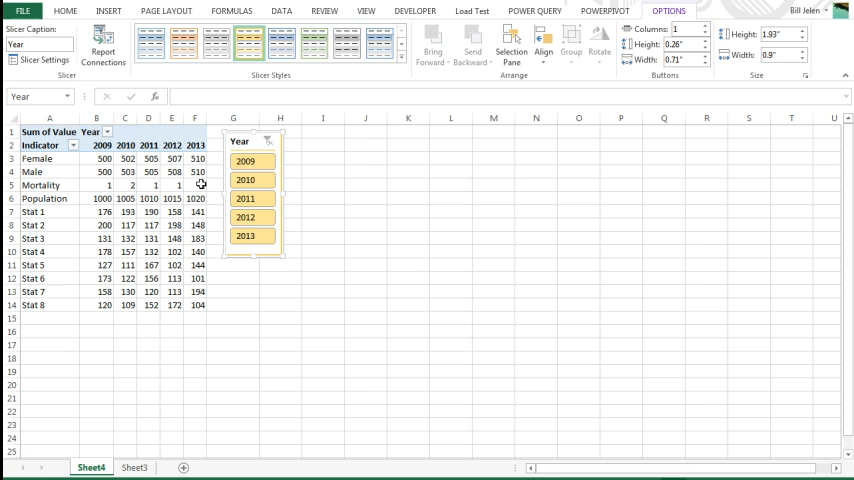 FILE HOME INSERT PAGE LAYOUT FORMULAS DATA REVIEW VIEW DEVELOPER Load Test POWER QUERY POWERPIVOT OPTIONS Bill Jelen
Slicer Caption:
Year
Slicer Settings
Slicer
Report
Connections
Slicer Styles
Bring
Forward
Send
Backward
Selection
Pane
Align
Group
Rotate
Arrange
Columns: 1
Height: 0.26"
Width: 0.71"
Buttons
Height: 1.93"
Width: 0.9"
Size
Year fx
A B C D E F G H I J K L M N O P Q R S T U
1 Sum of Value Year
2 Indicator 2009 2010 2011 2012 2013
3 Female 500 502 505 507 510
4 Male 500 503 505 508 510
5 Mortality 1 2 1 1
6 Population 1000 1005 1010 1015 1020
7 Stat 1 176 193 190 158 141
8 Stat 2 200 117 117 198 148
9 Stat 3 131 132 131 148 183
10 Stat 4 178 157 132 102 140
11 Stat 5 127 111 167 102 144
12 Stat 6 173 122 156 113 101
13 Stat 7 158 130 120 113 194
14 Stat 8 120 109 152 172 104
15
16
17
18
19
20
21
22
23
24
25
Year
2009
2010
2011
2012
2013
Sheet4 Sheet3